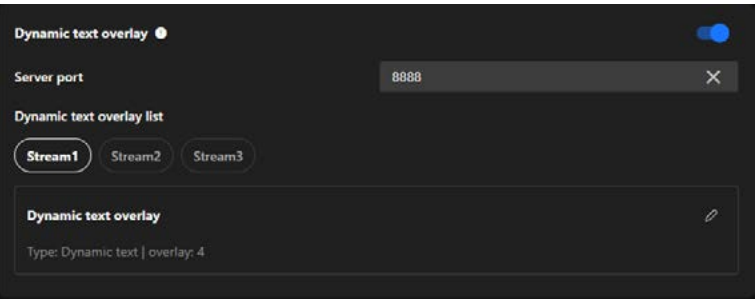 Dynamic text overlay
Server port 8888
Dynamic text overlay list
Stream1 Stream2 Stream3
Dynamic text overlay
Type: Dynamic text | overlay: 4